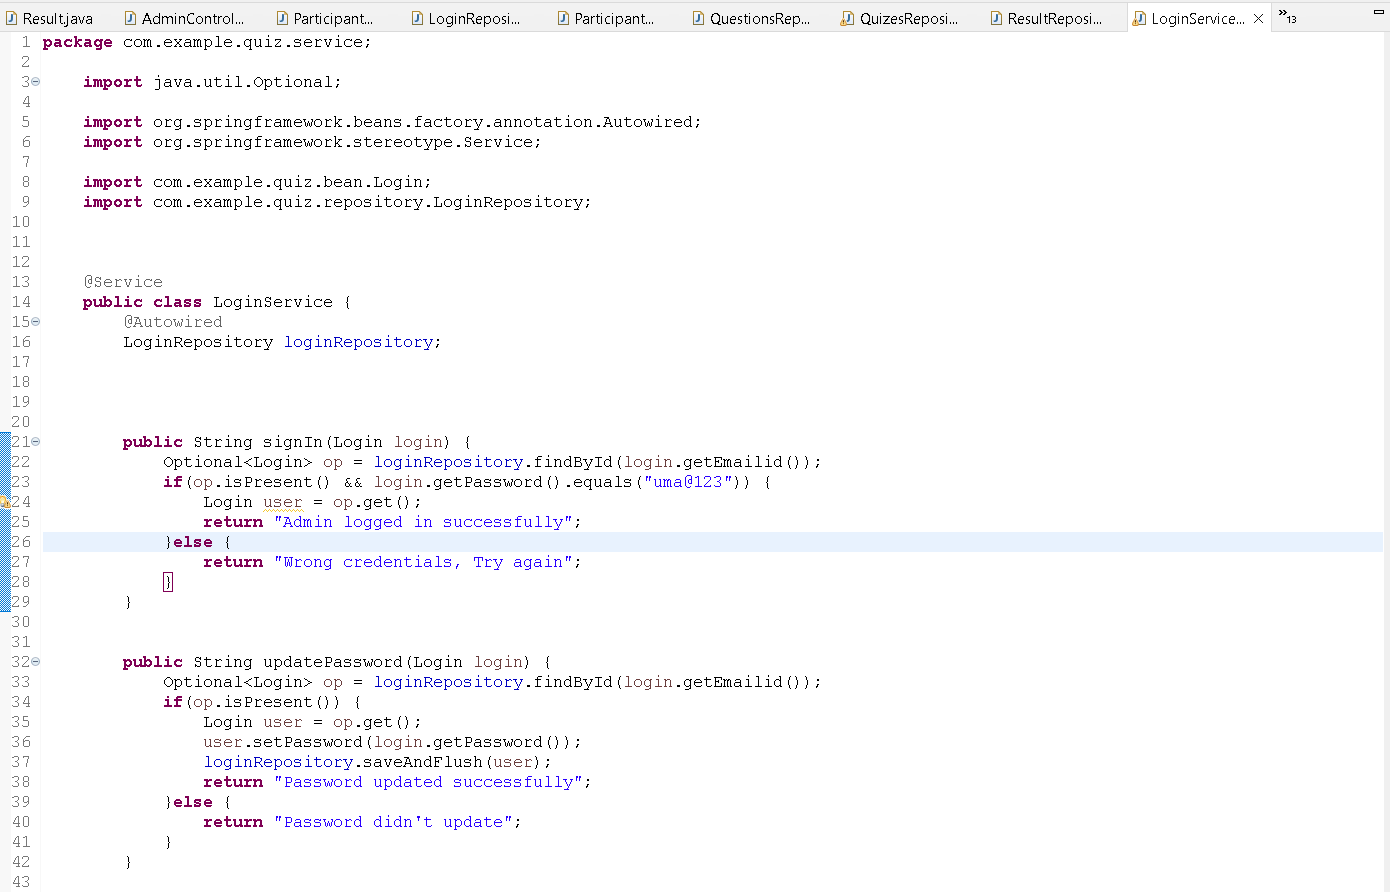 Result.java AdminControl... Participant... LoginReposi... Participant... QuestionsRep... QuizesReposi... ResultReposi... LoginService... »13
1 package com.example.quiz.service;
2
3 import java.util.Optional;
4
5 import org.springframework.beans.factory.annotation.Autowired;
6 import org.springframework.stereotype.Service;
7
8 import com.example.quiz.bean.Login;
9 import com.example.quiz.repository.LoginRepository;
10
11
12
13 @Service
14 public class LoginService {
15 @Autowired
16 LoginRepository loginRepository;
17
18
19
20
21 public String signIn(Login login) {
22 Optional<Login> op = loginRepository.findById(login.getEmailid());
23 if(op.isPresent() && login.getPassword().equals("uma@123")) {
24 Login user = op.get();
25 return "Admin logged in successfully";
26 }else {
27 return "Wrong credentials, Try again";
28 }
29 }
30
31
32 public String updatePassword(Login login) {
33 Optional<Login> op = loginRepository.findById(login.getEmailid());
34 if(op.isPresent()) {
35 Login user = op.get();
36 user.setPassword(login.getPassword());
37 loginRepository.saveAndFlush(user);
38 return "Password updated successfully";
39 }else {
40 return "Password didn't update";
41 }
42 }
43